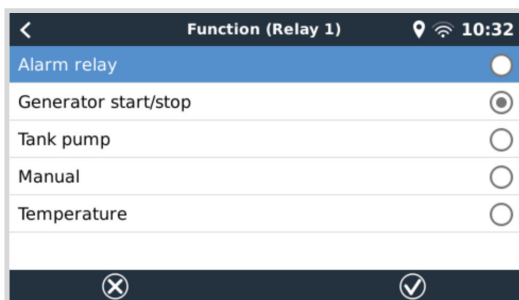 Function (Relay 1) 10:32
Alarm relay
Generator start/stop
Tank pump
Manual
Temperature